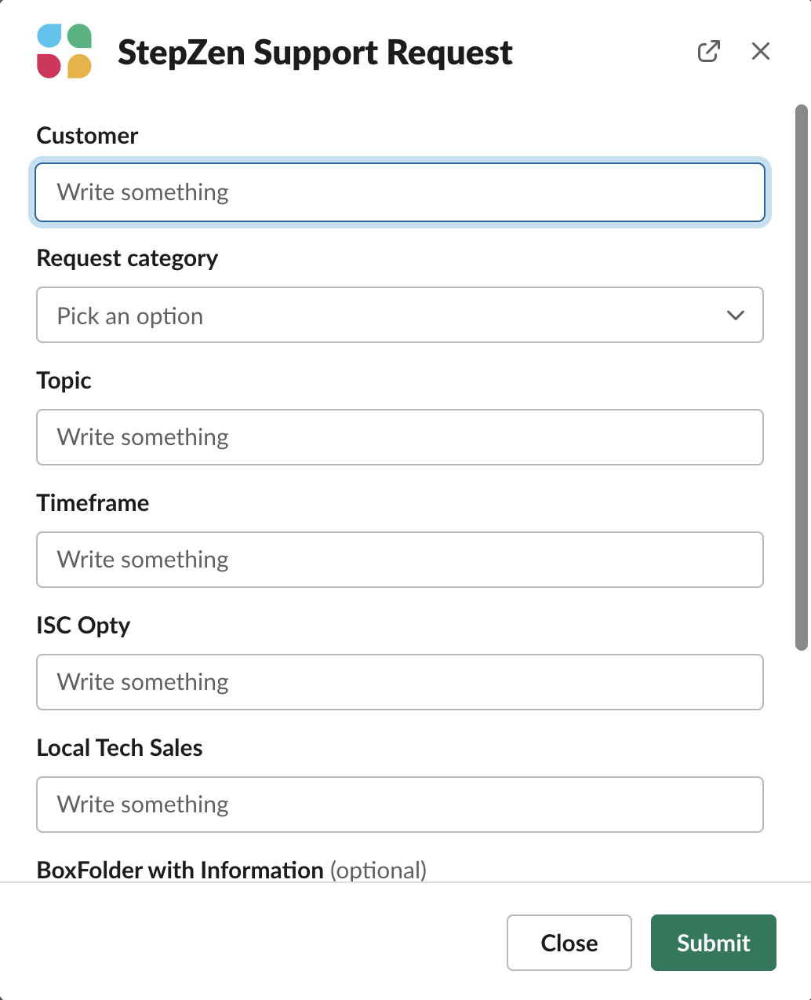 StepZen Support Request
Customer
Write something
Request category
Pick an option
Topic
Write something
Timeframe
Write something
ISC Opty
Write something
Local Tech Sales
Write something
BoxFolder with Information (optional)
Close Submit